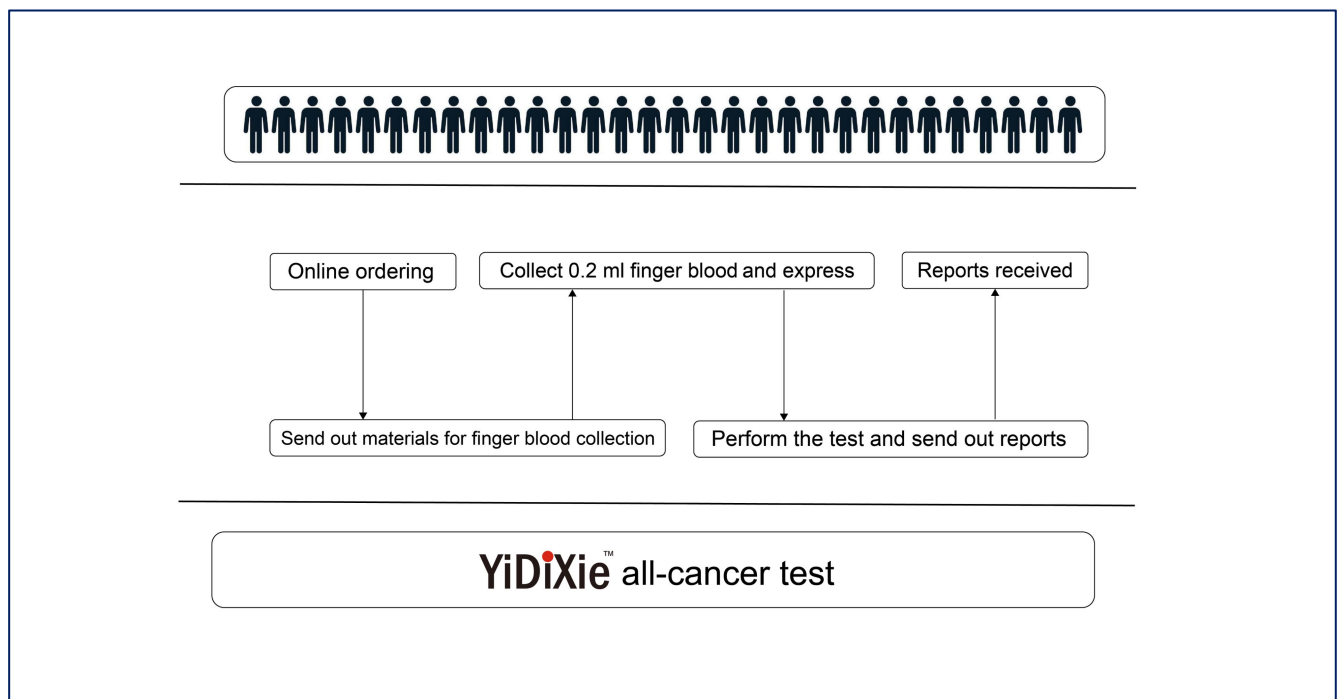 Online ordering
Collect 0.2 ml finger blood and express
Reports received
Send out materials for finger blood collection
Perform the test and send out reports
YiDiXie™ all-cancer test